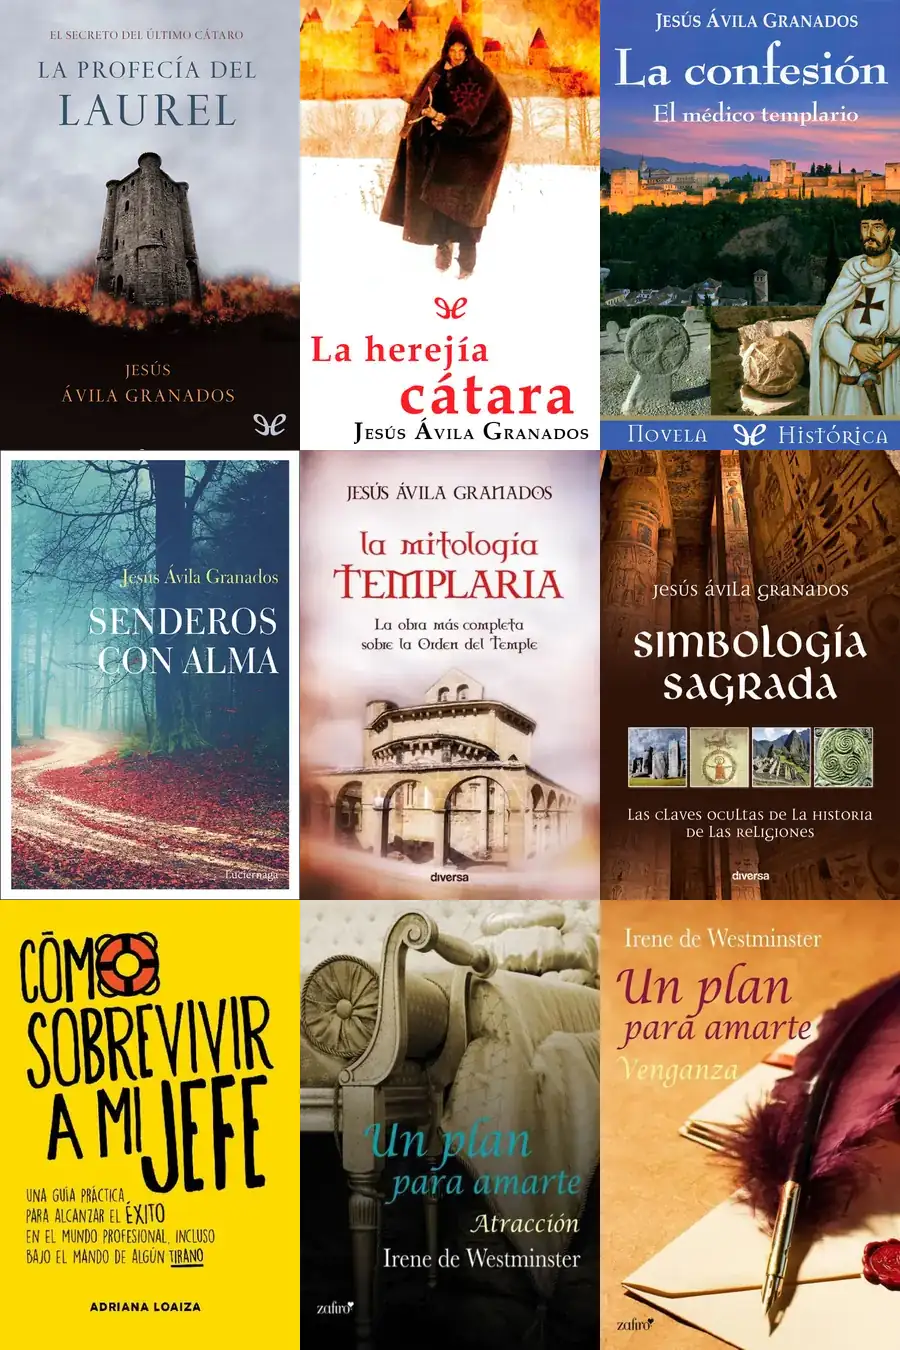 EL SECRETO DEL ÚLTIMO CÁTARO
LA PROFECÍA DEL
LAUREL
JESÚS
ÁVILA GRANADOS
La herejía
cátara
JESÚS ÁVILA GRANADOS
JESÚS ÁVILA GRANADOS
La confesión
El médico templario
NOVELA HISTÓRICA
Jesús Ávila Granados
SENDEROS
CON ALMA
Luciérnaga
JESÚS ÁVILA GRANADOS
la mitología
TEMPLARIA
La obra más completa
sobre la Orden del Temple
diversa
JESÚS ÁVILA GRANADOS
SIMBOLOGÍA
SAGRADA
LAS CLAVES OCULTAS DE LA HISTORIA
DE LAS RELIGIONES
diversa
CÓMO
SOBREVIVIR
A MI JEFE
UNA GUÍA PRÁCTICA
PARA ALCANZAR EL ÉXITO
EN EL MUNDO PROFESIONAL, INCLUSO
BAJO EL MANDO DE ALGÚN TIRANO
ADRIANA LOAIZA
Un plan
para amarte
Atracción
Irene de Westminster
zafiro
Irene de Westminster
Un plan
para amarte
Venganza
zafiro